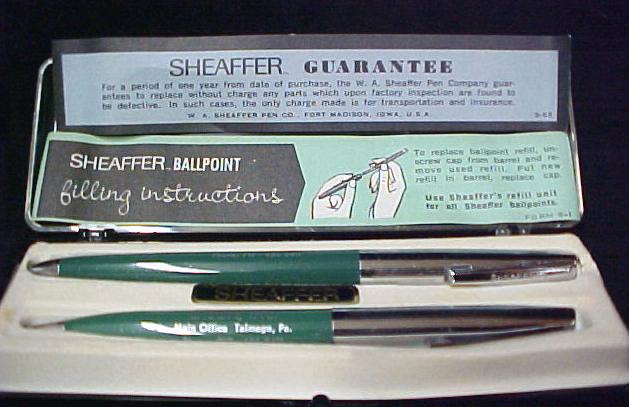 SHEAFFER™ GUARANTEE
For a period of one year from date of purchase, the W. A. Sheaffer Pen Company guar-
antees to replace without charge any parts which upon factory inspection are found to
be defective. In such cases, the only charge made is for transportation and insurance.
W. A. SHEAFFER PEN CO., FORT MADISON, IOWA, U.S.A.
SHEAFFER™ BALLPOINT
filling instructions
To replace ballpoint refill, un-
screw cap from barrel and re-
move used refill. Put new
refill in barrel, replace cap.
Use Sheaffer's refill unit
for all Sheaffer ballpoints.
SHEAFFER
SHEAFFER
Main Office Talmage, Pa.